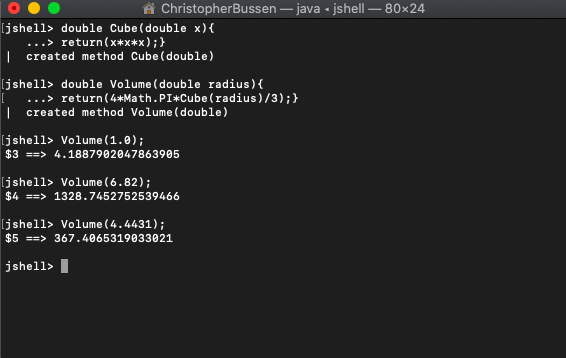 ChristopherBussen — java ◂ jshell — 80×24
[jshell> double Cube(double x){
   ...> return(x*x*x);}
|  created method Cube(double)
[jshell> double Volume(double radius){
[   ...> return(4*Math.PI*Cube(radius)/3);}
|  created method Volume(double)
[jshell> Volume(1.0);
$3 ==> 4.1887902047863905
[jshell> Volume(6.82);
$4 ==> 1328.7452752539466
[jshell> Volume(4.4431);
$5 ==> 367.4065319033021
jshell>